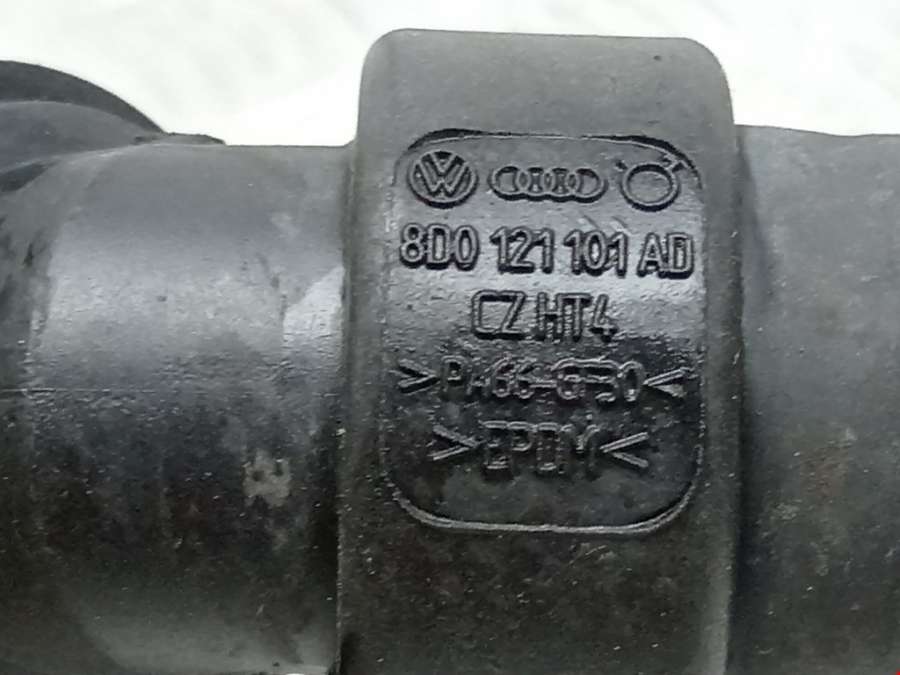 8D0 121 101 AD
CZ HT4
>PA66-GF30<
>EPDM<